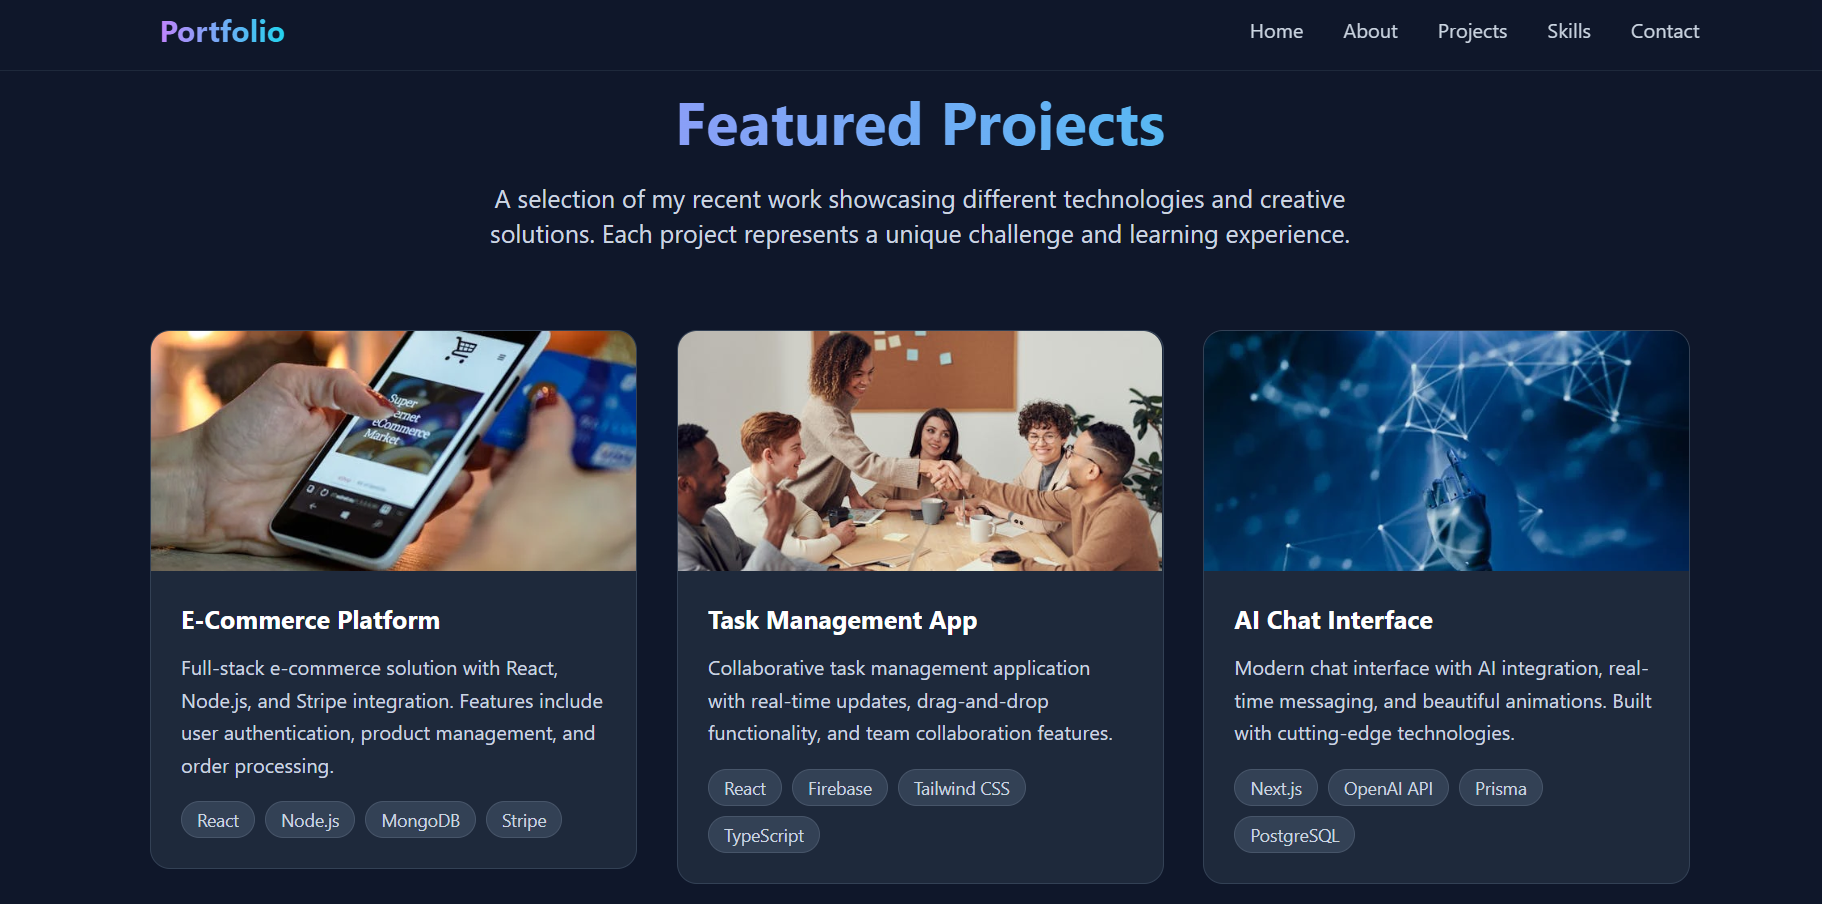 Portfolio
Home
About
Projects
Skills
Contact
Featured Projects
A selection of my recent work showcasing different technologies and creative
solutions. Each project represents a unique challenge and learning experience.
Super
eCommerce
Market
E-Commerce Platform
Full-stack e-commerce solution with React,
Node.js, and Stripe integration. Features include
user authentication, product management, and
order processing.
React
Node.js
MongoDB
Stripe
Task Management App
Collaborative task management application
with real-time updates, drag-and-drop
functionality, and team collaboration features.
React
Firebase
Tailwind CSS
TypeScript
AI Chat Interface
Modern chat interface with AI integration, real-
time messaging, and beautiful animations. Built
with cutting-edge technologies.
Next.js
OpenAI API
Prisma
PostgreSQL